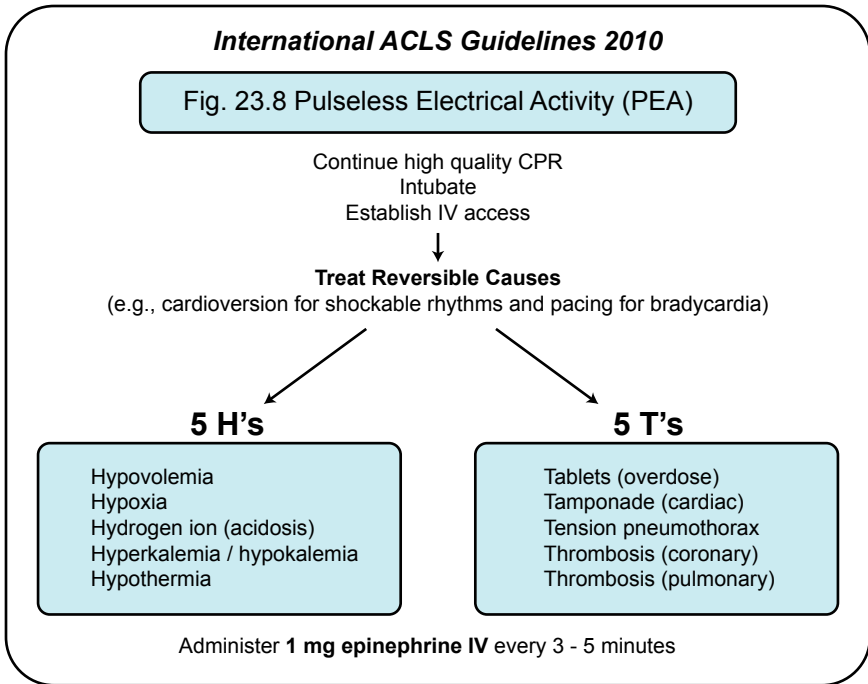 International ACLS Guidelines 2010
Fig. 23.8 Pulseless Electrical Activity (PEA)
Continue high quality CPR
Intubate
Establish IV access
Treat Reversible Causes
(e.g., cardioversion for shockable rhythms and pacing for bradycardia)
5 H’s
Hypovolemia
Hypoxia
Hydrogen ion (acidosis)
Hyperkalemia / hypokalemia
Hypothermia
5 T’s
Tablets (overdose)
Tamponade (cardiac)
Tension pneumothorax
Thrombosis (coronary)
Thrombosis (pulmonary)
Administer 1 mg epinephrine IV every 3 - 5 minutes